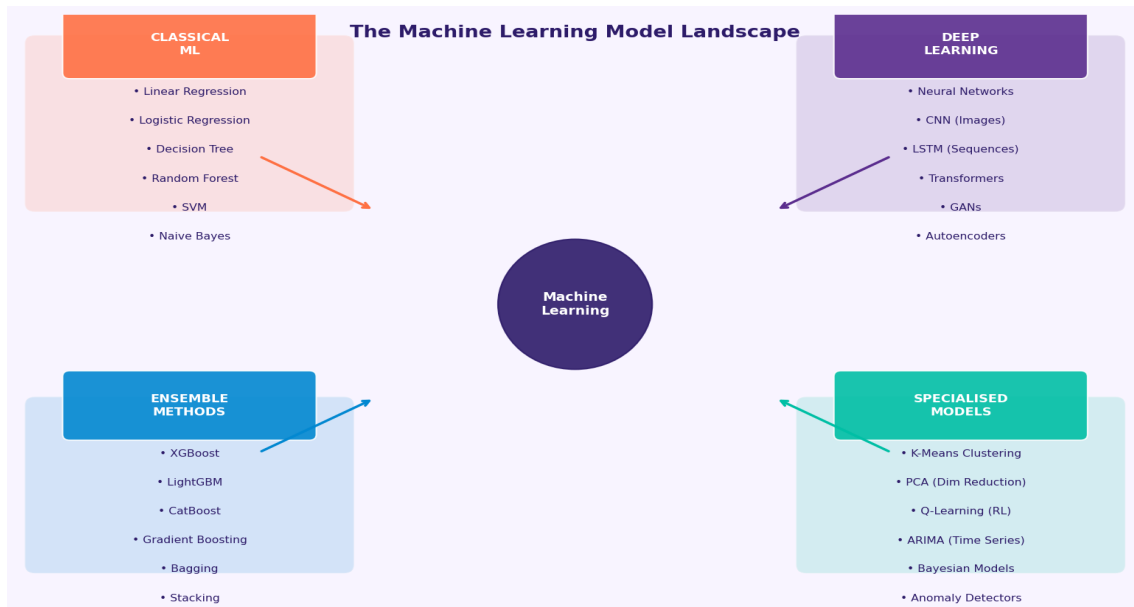 The Machine Learning Model Landscape
CLASSICAL
ML
• Linear Regression
• Logistic Regression
• Decision Tree
• Random Forest
• SVM
• Naive Bayes
DEEP
LEARNING
• Neural Networks
• CNN (Images)
• LSTM (Sequences)
• Transformers
• GANs
• Autoencoders
Machine
Learning
ENSEMBLE
METHODS
• XGBoost
• LightGBM
• CatBoost
• Gradient Boosting
• Bagging
• Stacking
SPECIALISED
MODELS
• K-Means Clustering
• PCA (Dim Reduction)
• Q-Learning (RL)
• ARIMA (Time Series)
• Bayesian Models
• Anomaly Detectors